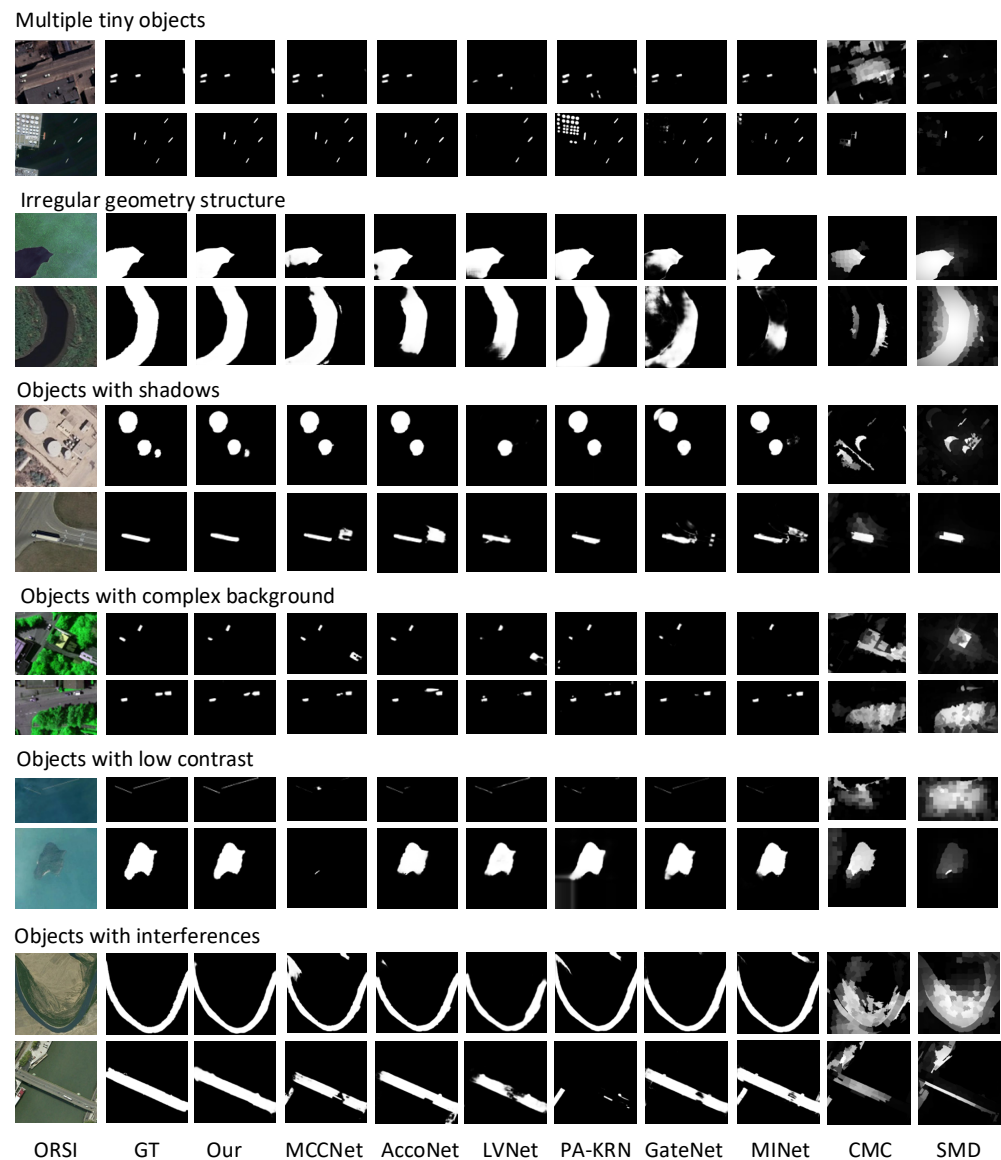 Multiple tiny objects
Irregular geometry structure
Objects with shadows
Objects with complex background
Objects with low contrast
Objects with interferences
ORSI GT Our MCCNet AccoNet LVNet PA-KRN GateNet MINet CMC SMD